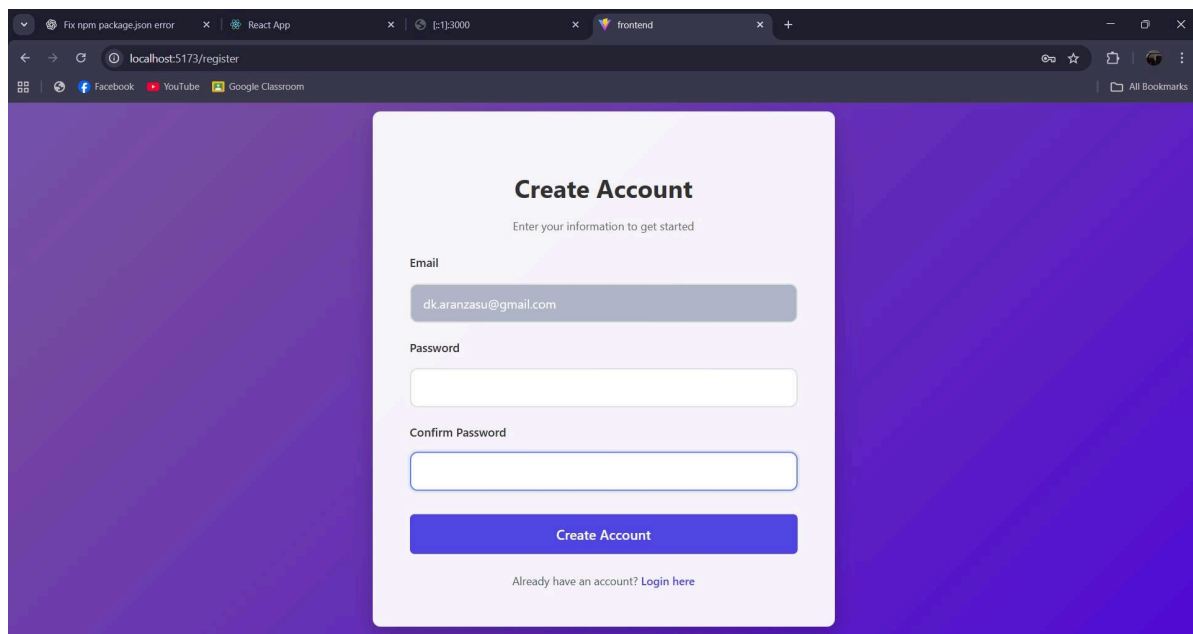 Fix npm package.json error
React App
[::1]:3000
frontend
localhost:5173/register
Facebook
YouTube
Google Classroom
All Bookmarks
Create Account
Enter your information to get started
Email
dk.aranzasu@gmail.com
Password
Confirm Password
Create Account
Already have an account? Login here